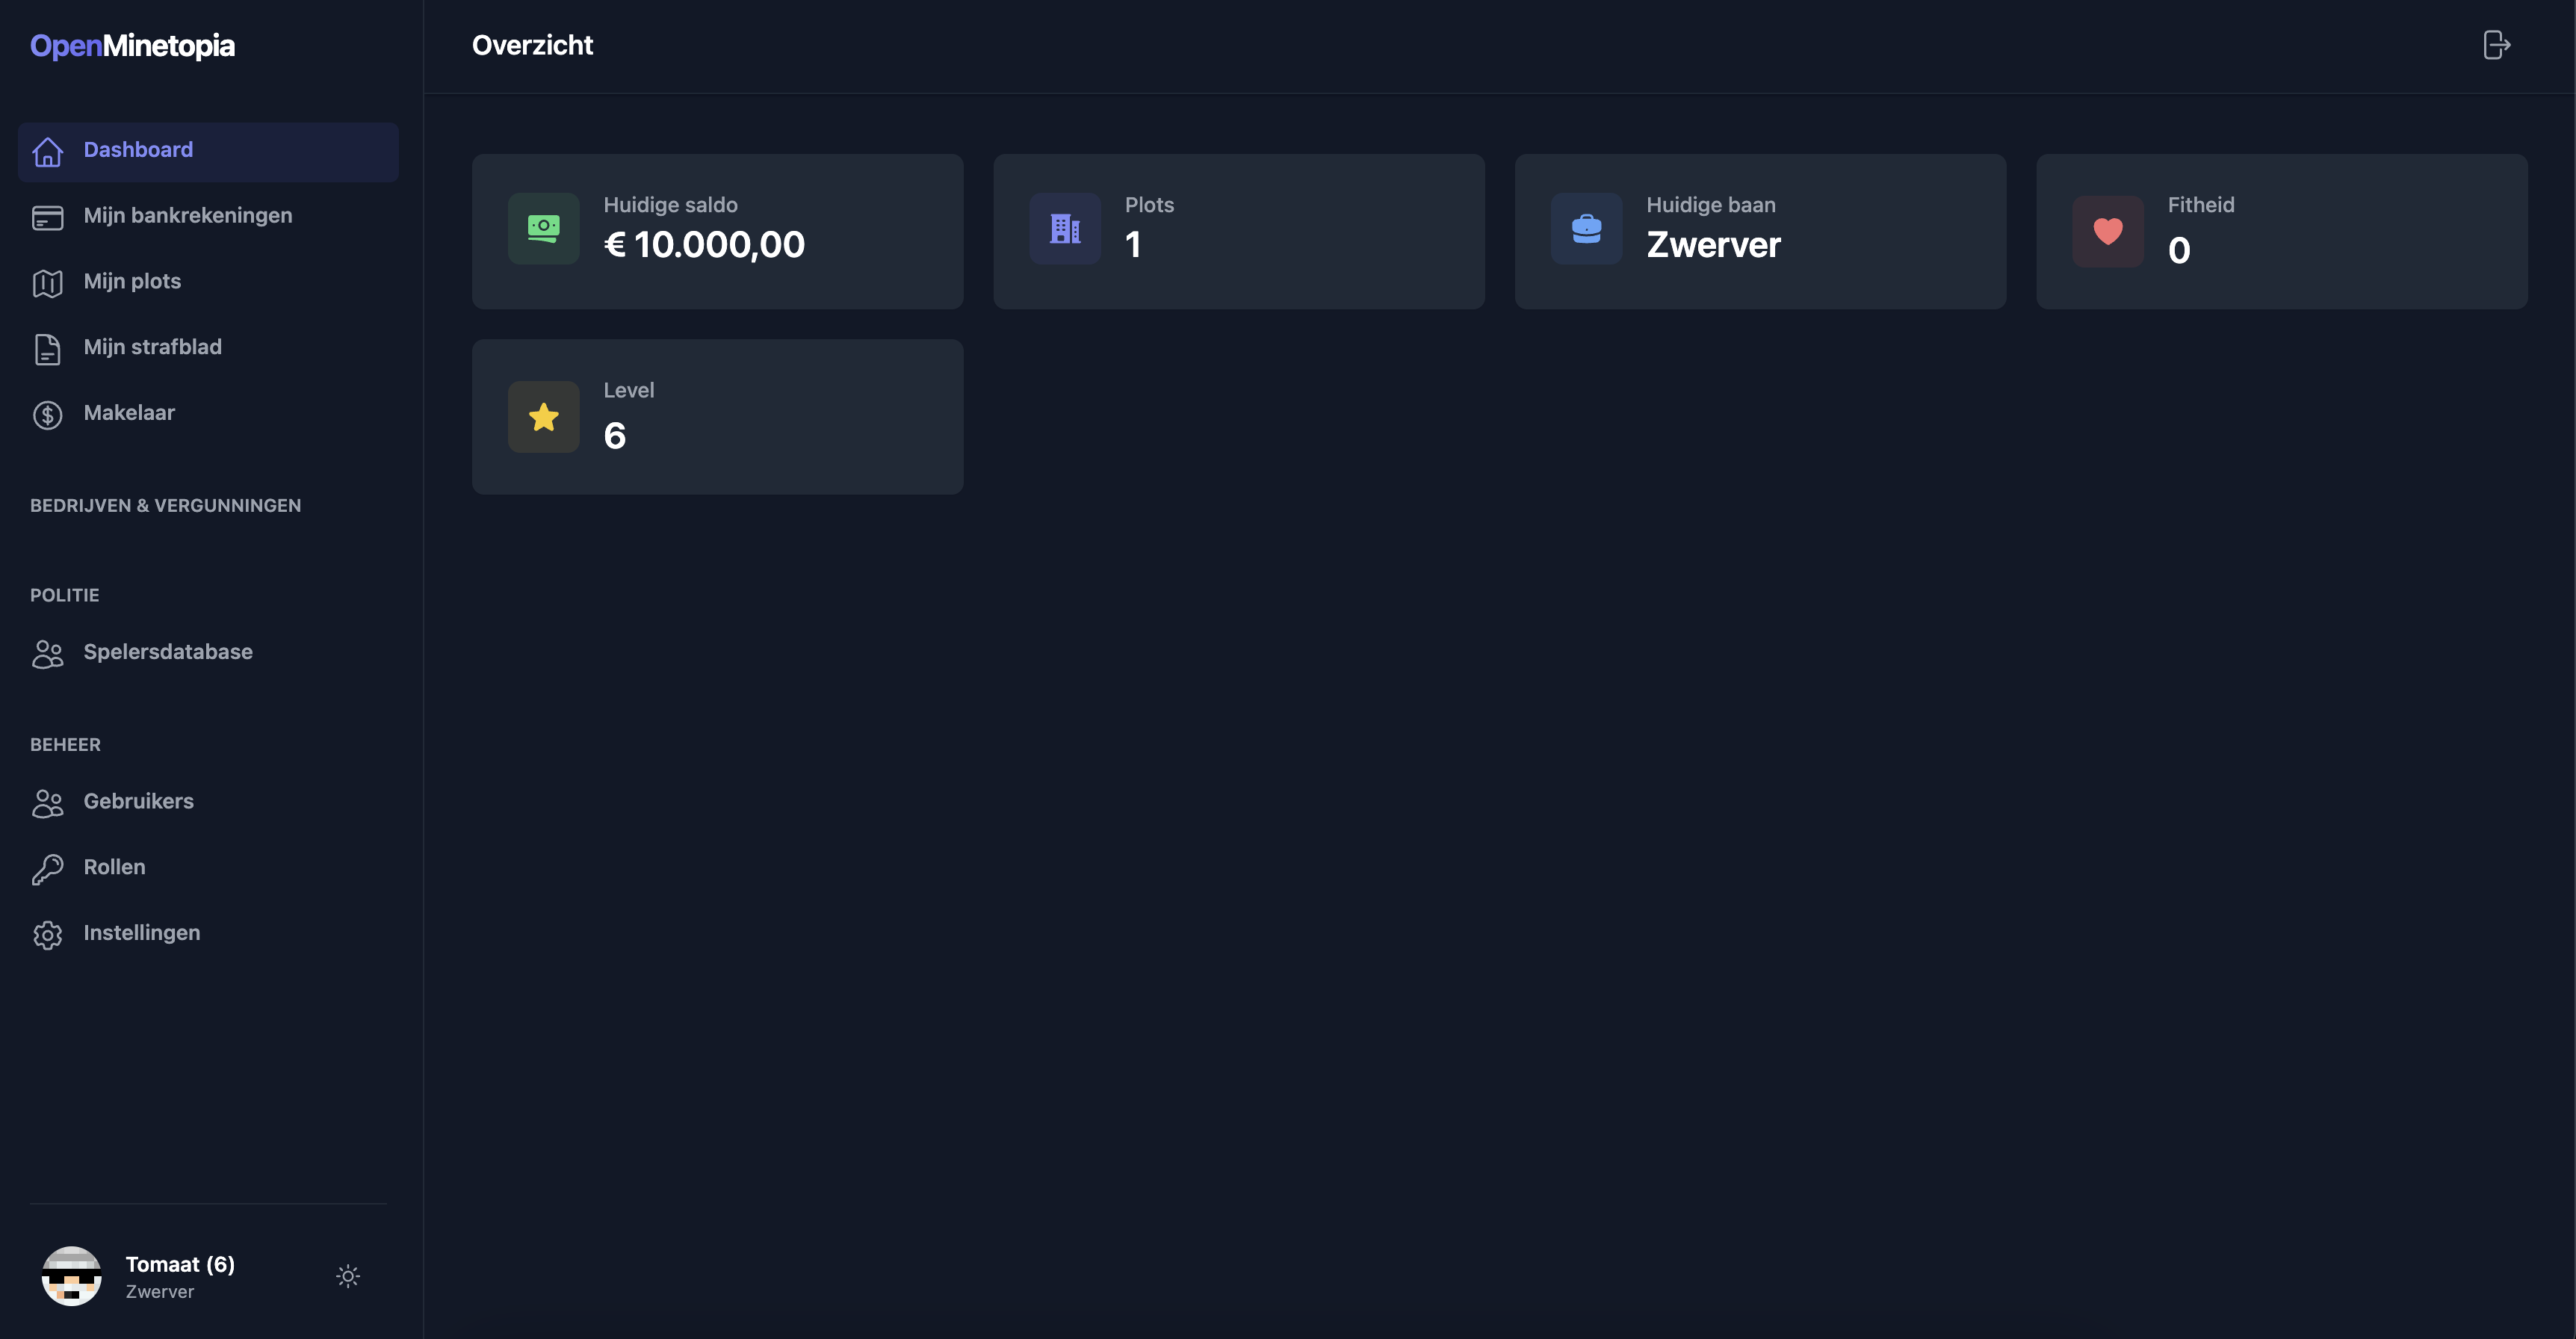 OpenMinetopia
Dashboard
Mijn bankrekeningen
Mijn plots
Mijn strafblad
Makelaar
BEDRIJVEN & VERGUNNINGEN
POLITIE
Spelersdatabase
BEHEER
Gebruikers
Rollen
Instellingen
Tomaat (6)
Zwerver
Overzicht
Huidige saldo
€ 10.000,00
Plots
1
Huidige baan
Zwerver
Fitheid
0
Level
6